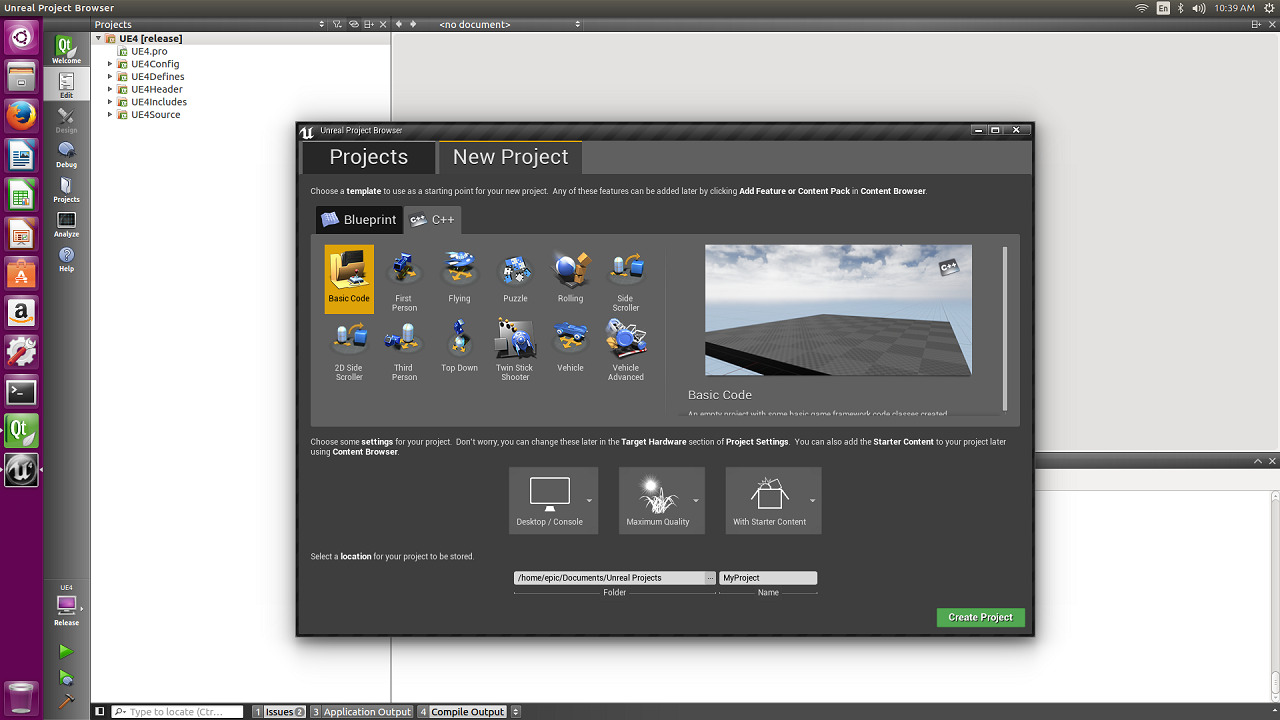 Unreal Project Browser
En
10:39 AM
Projects
<no document>
Welcome
Edit
Design
Debug
Projects
Analyze
Help
UE4
Release
UE4 [release]
UE4.pro
UE4Config
UE4Defines
UE4Header
UE4Includes
UE4Source
Unreal Project Browser
Projects
New Project
Choose a template to use as a starting point for your new project. Any of these features can be added later by clicking Add Feature or Content Pack in Content Browser.
Blueprint
C++
Basic Code
First
Person
Flying
Puzzle
Rolling
Side
Scroller
2D Side
Scroller
Third
Person
Top Down
Twin Stick
Shooter
Vehicle
Vehicle
Advanced
C++
Basic Code
An empty project with some basic game framework code classes created.
Choose some settings for your project. Don't worry, you can change these later in the Target Hardware section of Project Settings. You can also add the Starter Content to your project later
using Content Browser.
Desktop / Console
Maximum Quality
With Starter Content
Select a location for your project to be stored.
/home/epic/Documents/Unreal Projects
...
MyProject
Folder
Name
Create Project
Type to locate (Ctr...
1 Issues 2
3 Application Output
4 Compile Output